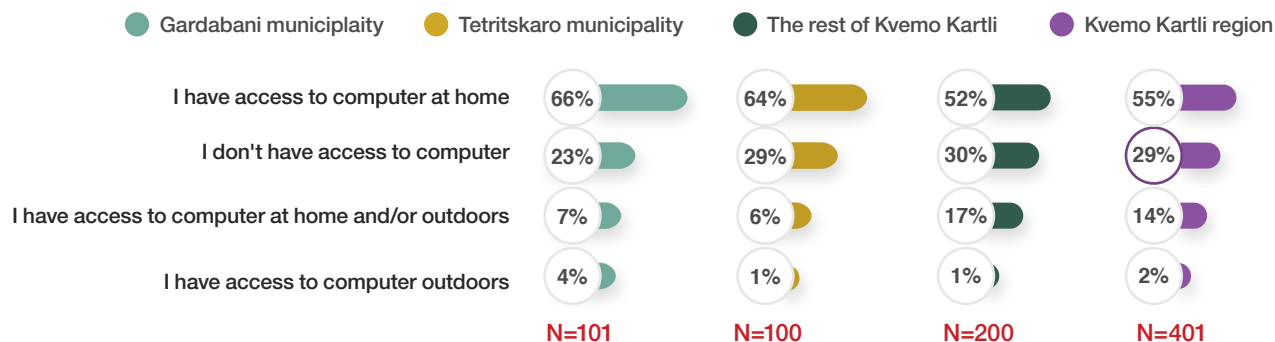 Gardabani municiplaity Tetritskaro municipality The rest of Kvemo Kartli Kvemo Kartli region
I have access to computer at home 66% 64% 52% 55%
I don't have access to computer 23% 29% 30% 29%
I have access to computer at home and/or outdoors 7% 6% 17% 14%
I have access to computer outdoors 4% 1% 1% 2%
N=101 N=100 N=200 N=401